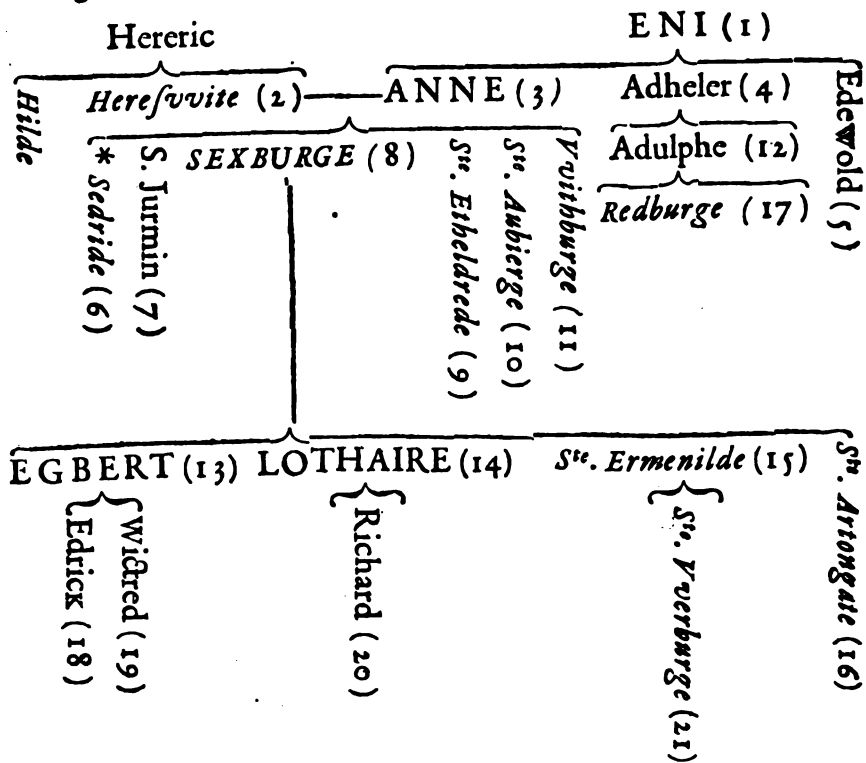 Hereric
ENI (1)
Hilde
Hereſvvite (2)
ANNE (3)
Adheler (4)
Edewold (5)
* Sedride (6)
S. Jurmin (7)
SEXBURGE (8)
Ste. Etheldrede (9)
Ste. Aubierge (10)
Vvithburge (11)
Adulphe (12)
Redburge (17)
EGBERT (13)
LOTHAIRE (14)
Ste. Ermenilde (15)
Ste. Artongate (16)
Edrick (18)
Widred (19)
Richard (20)
Ste. Vverburge (21)